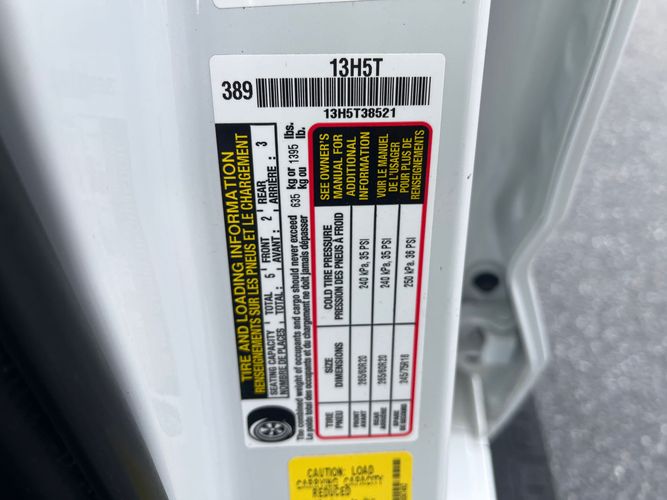 13H5T
389
13H5T38521
TIRE AND LOADING INFORMATION
RENSEIGNEMENTS SUR LES PNEUS ET LE CHARGEMENT
SEATING CAPACITY TOTAL 5 FRONT 2 REAR 3
NOMBRE DE PLACES TOTAL: AVANT: ARRIÈRE:
The combined weight of occupants and cargo should never exceed 635 kg or 1395 lbs.
Le poids total des occupants et du chargement ne doit jamais dépasser kg ou lb.
TIRE SIZE COLD TIRE PRESSURE SEE OWNER'S
PNEU DIMENSIONS PRESSION DES PNEUS À FROID MANUAL FOR
ADDITIONAL
INFORMATION
FRONT 265/60R20 240 kPa, 35 PSI
AVANT
REAR 265/60R20 240 kPa, 35 PSI
ARRIÈRE
SPARE 245/75R18 250 kPa, 36 PSI
DE SECOURS
VOIR LE MANUEL
DE L'USAGER
POUR PLUS DE
RENSEIGNEMENTS
CAUTION: LOAD
CARRYING CAPACITY
REDUCED